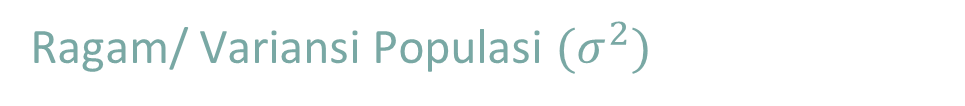 Ragam/ Variansi Populasi (𝜎²)